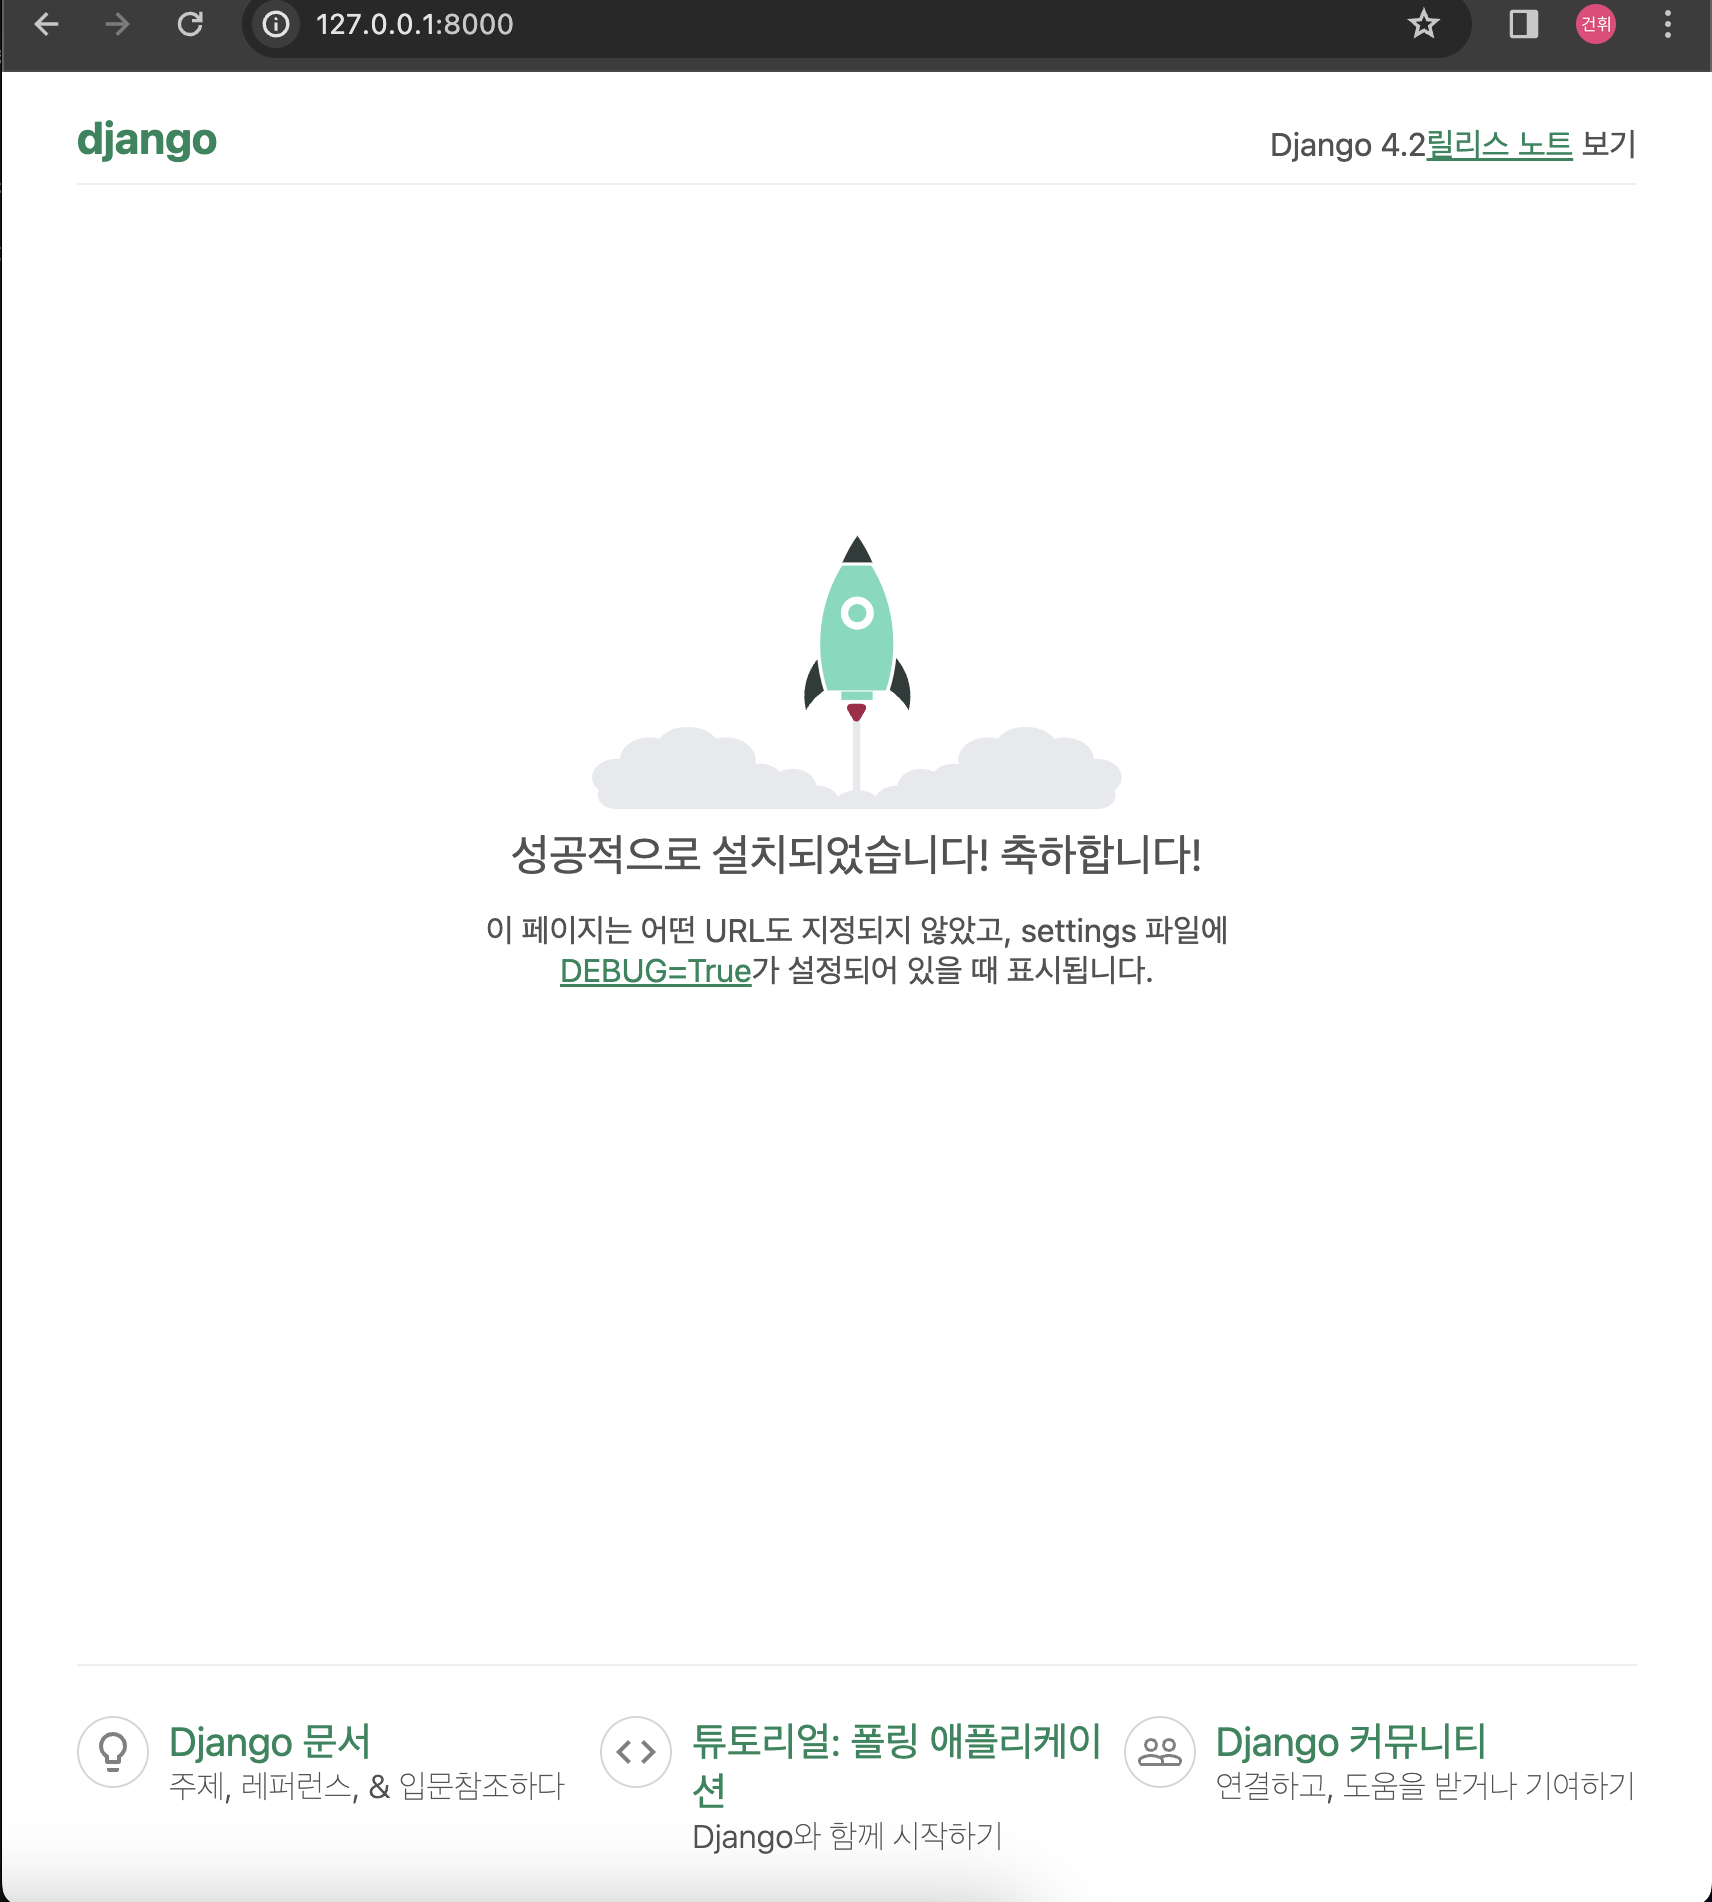 127.0.0.1:8000
건휘
django
Django 4.2릴리스 노트 보기
성공적으로 설치되었습니다! 축하합니다!
이 페이지는 어떤 URL도 지정되지 않았고, settings 파일에
DEBUG=True가 설정되어 있을 때 표시됩니다.
Django 문서
주제, 레퍼런스, & 입문참조하다
튜토리얼: 폴링 애플리케이
션
Django와 함께 시작하기
Django 커뮤니티
연결하고, 도움을 받거나 기여하기